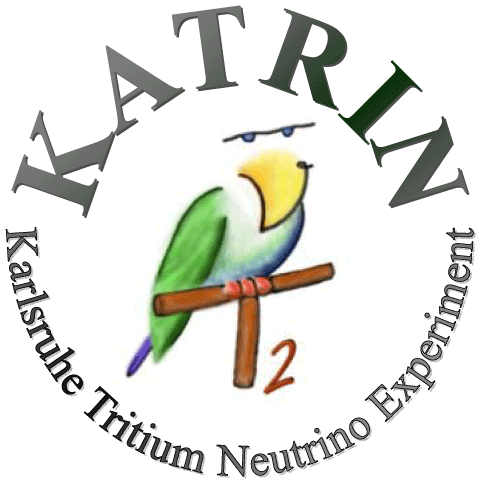 KATRIN
2
Karlsruhe Tritium Neutrino Experiment